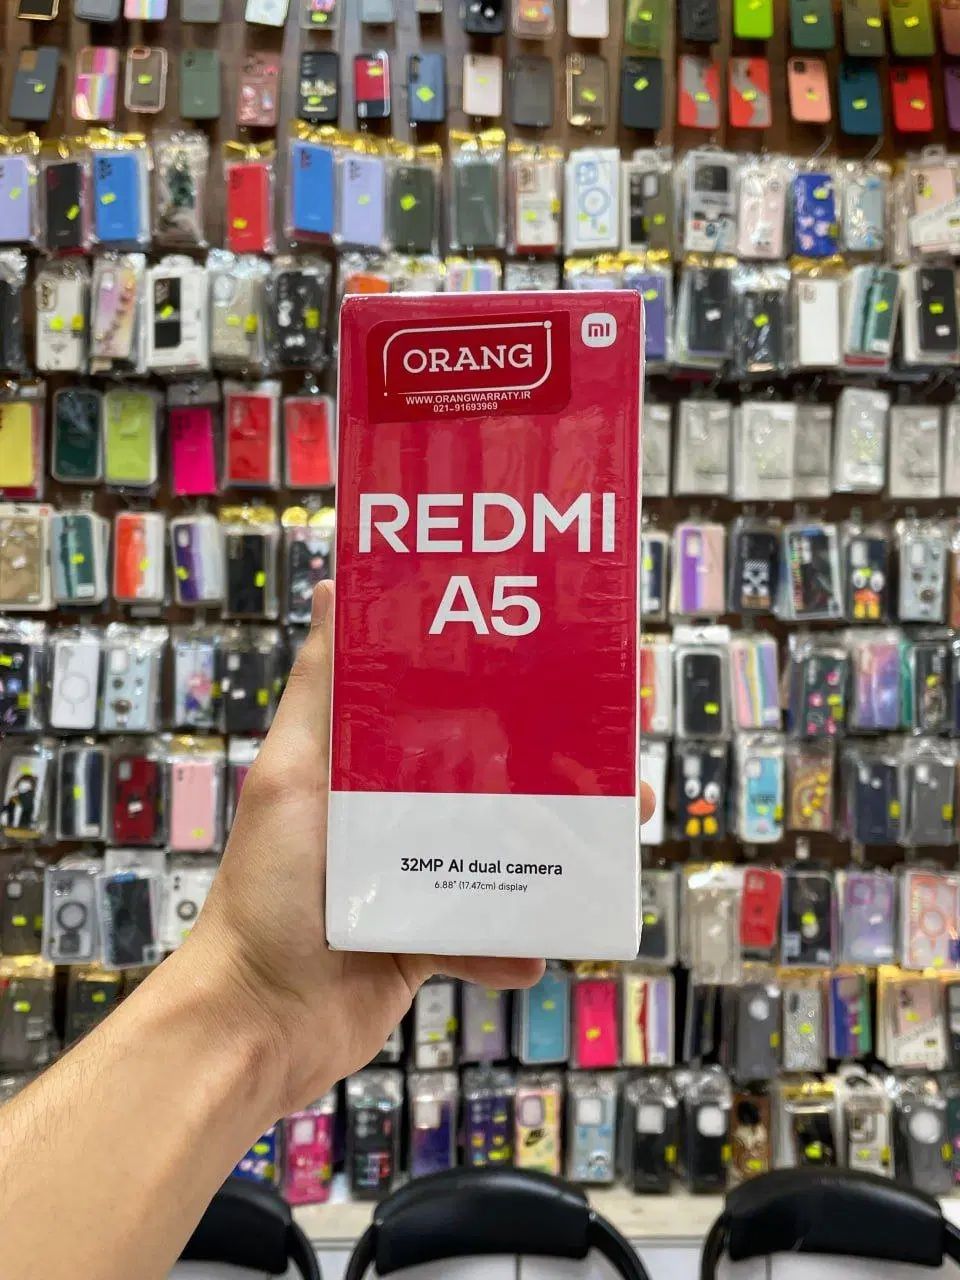 ORANG
WWW.ORANGWARRATY.IR
021-91693969
mi
REDMI
A5
32MP AI dual camera
6.88" (17.47cm) display